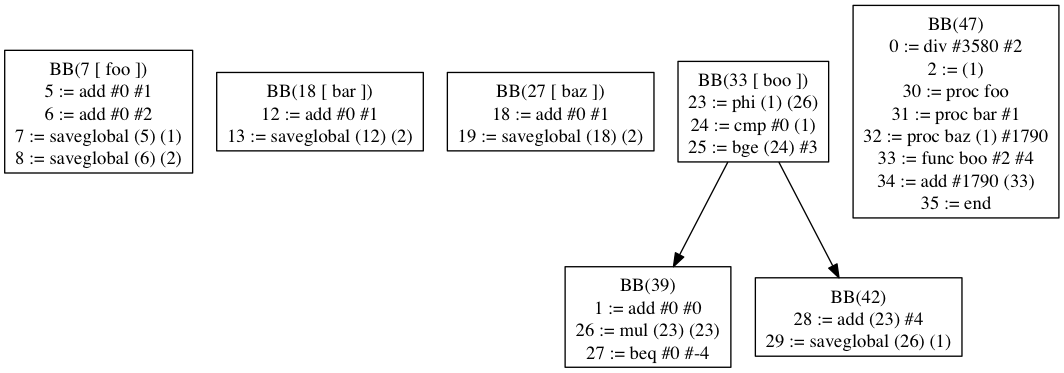 BB(7 [ foo ])
5 := add #0 #1
6 := add #0 #2
7 := saveglobal (5) (1)
8 := saveglobal (6) (2)
BB(18 [ bar ])
12 := add #0 #1
13 := saveglobal (12) (2)
BB(27 [ baz ])
18 := add #0 #1
19 := saveglobal (18) (2)
BB(33 [ boo ])
23 := phi (1) (26)
24 := cmp #0 (1)
25 := bge (24) #3
BB(47)
0 := div #3580 #2
2 := (1)
30 := proc foo
31 := proc bar #1
32 := proc baz (1) #1790
33 := func boo #2 #4
34 := add #1790 (33)
35 := end
BB(39)
1 := add #0 #0
26 := mul (23) (23)
27 := beq #0 #-4
BB(42)
28 := add (23) #4
29 := saveglobal (26) (1)